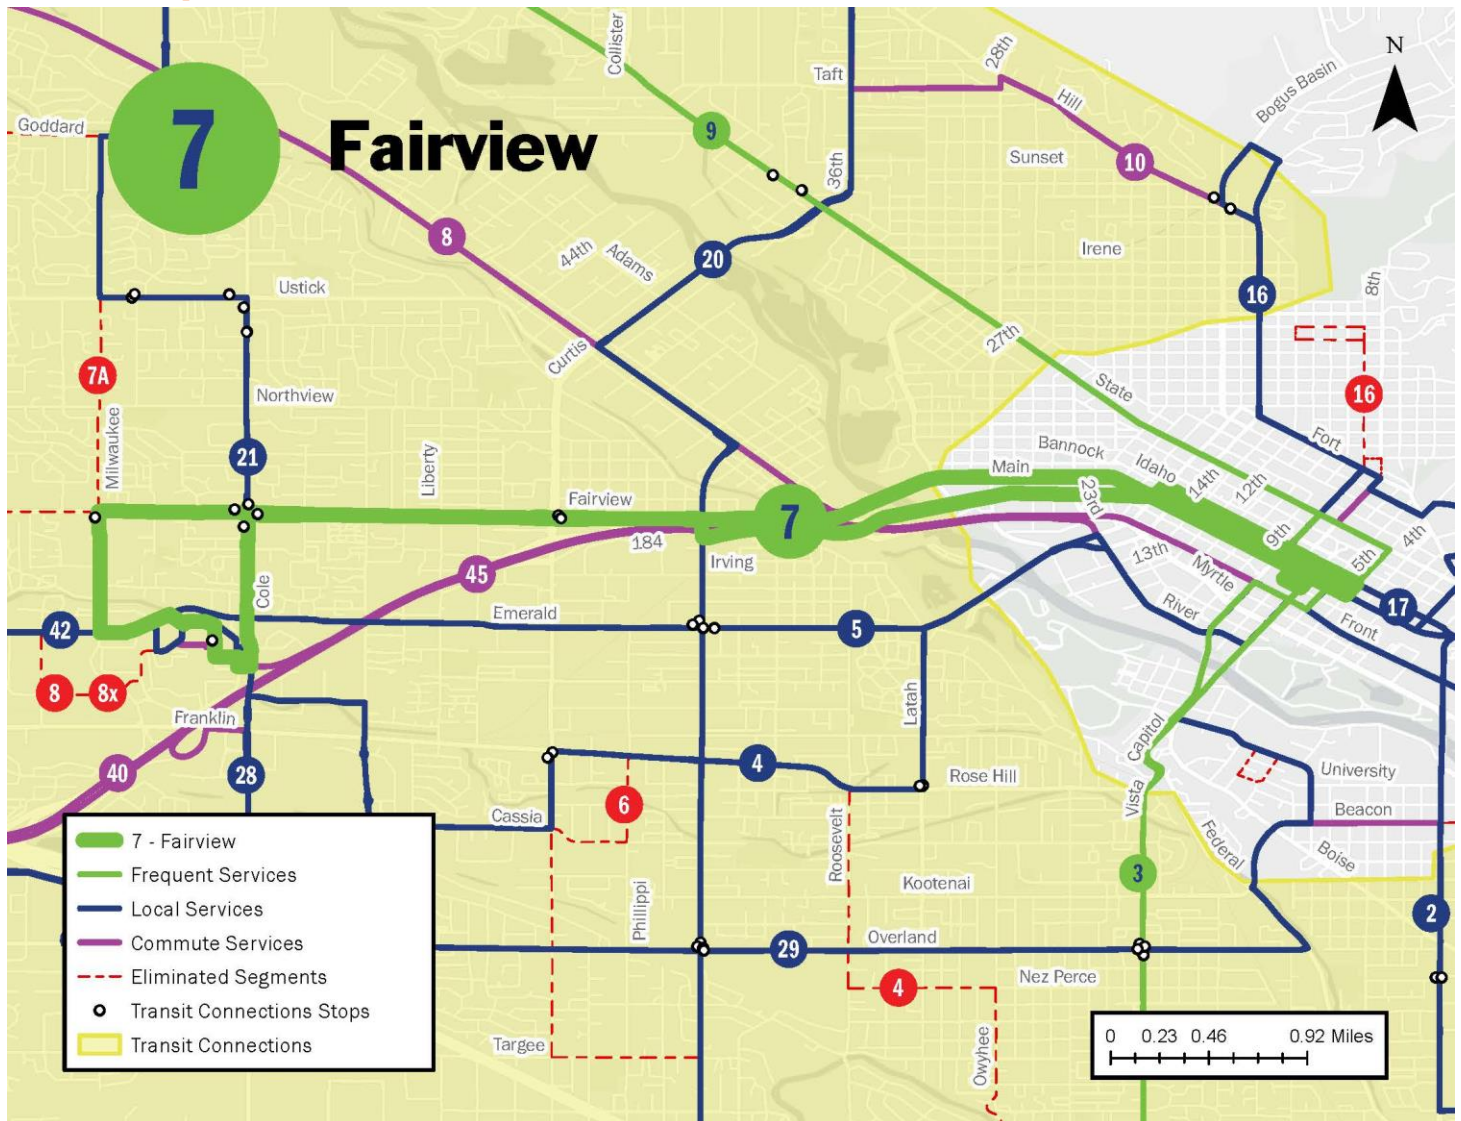 7 Fairview
N
Goddard
Collister
Taft
28th
Hill
Bogus Basin
9
36th
Sunset
10
8
44th
Adams
20
Irene
16
8th
Ustick
Curtis
27th
7A
Northview
State
16
Milwaukee
Liberty
21
Fairview
Main
Bannock
Idaho
14th
12th
Fort
23rd
9th
4th
5th
7
184
Irving
13th
Myrtle
45
Cole
River
Front
17
42
Emerald
5
8
8x
Franklin
Latah
Capitol
40
28
4
Rose Hill
University
Vista
6
Cassia
Roosevelt
Beacon
Federal
Boise
3
Kootenai
2
Phillippi
29
Overland
4
Nez Perce
Targee
Owyhee
7 - Fairview
Frequent Services
Local Services
Commute Services
Eliminated Segments
Transit Connections Stops
Transit Connections
0 0.23 0.46 0.92 Miles